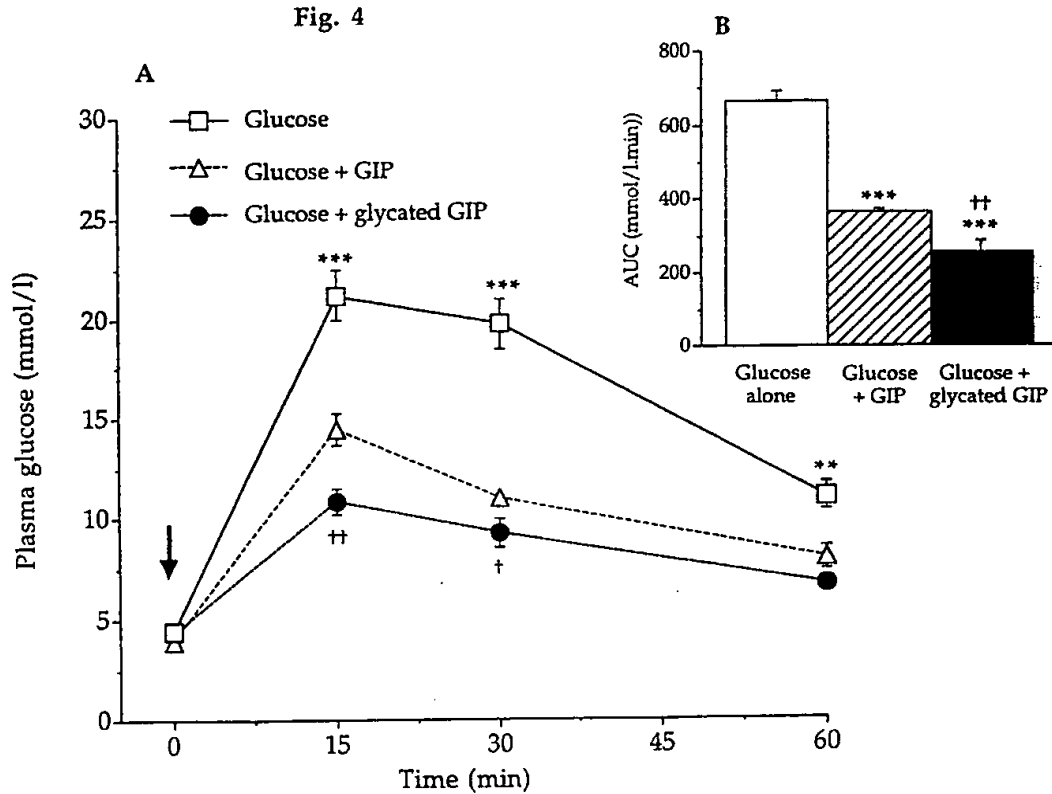 Fig. 4
A
Glucose
Glucose + GIP
Glucose + glycated GIP
30
25
20
15
10
5
0
Plasma glucose (mmol/l)
***
***
**
††
†
0
15
30
45
60
Time (min)
B
800
600
400
200
0
AUC (mmol/l.min))
***
††
***
Glucose
alone
Glucose
+ GIP
Glucose +
glycated GIP